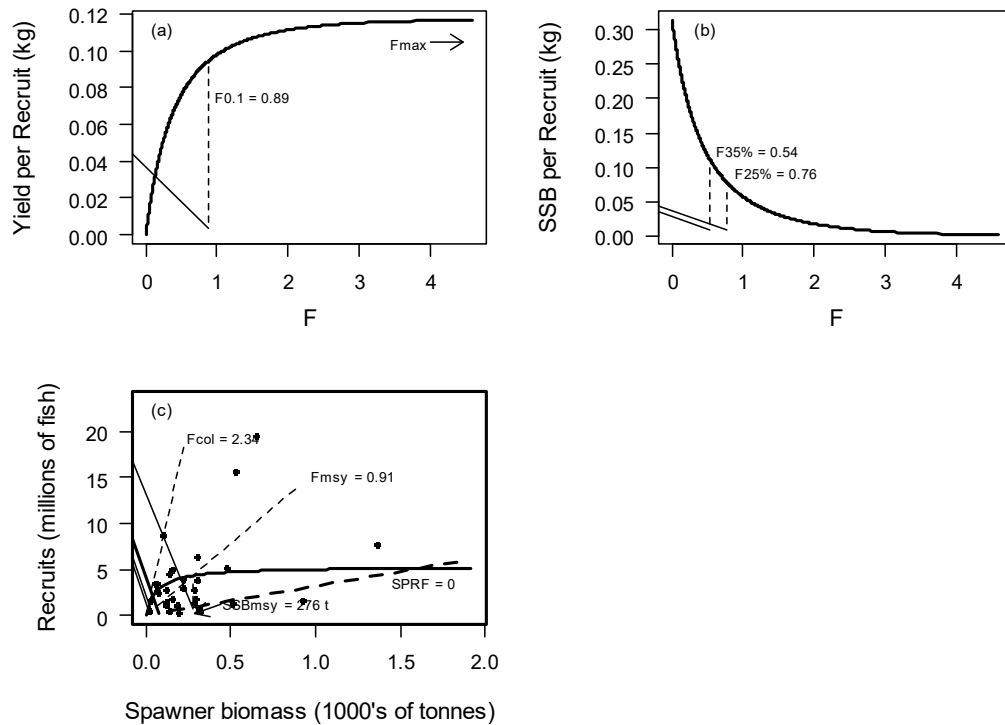 (a)
Yield per Recruit (kg)
0.12
0.10
0.08
0.06
0.04
0.02
0.00
Fmax
F0.1 = 0.89
0 1 2 3 4
F
(b)
SSB per Recruit (kg)
0.30
0.25
0.20
0.15
0.10
0.05
0.00
F35% = 0.54
F25% = 0.76
0 1 2 3 4
F
(c)
Recruits (millions of fish)
20
15
10
5
0
Fcol = 2.34
Fmsy = 0.91
SPRF = 0
SSBmsy = 276 t
0.0 0.5 1.0 1.5 2.0
Spawner biomass (1000's of tonnes)